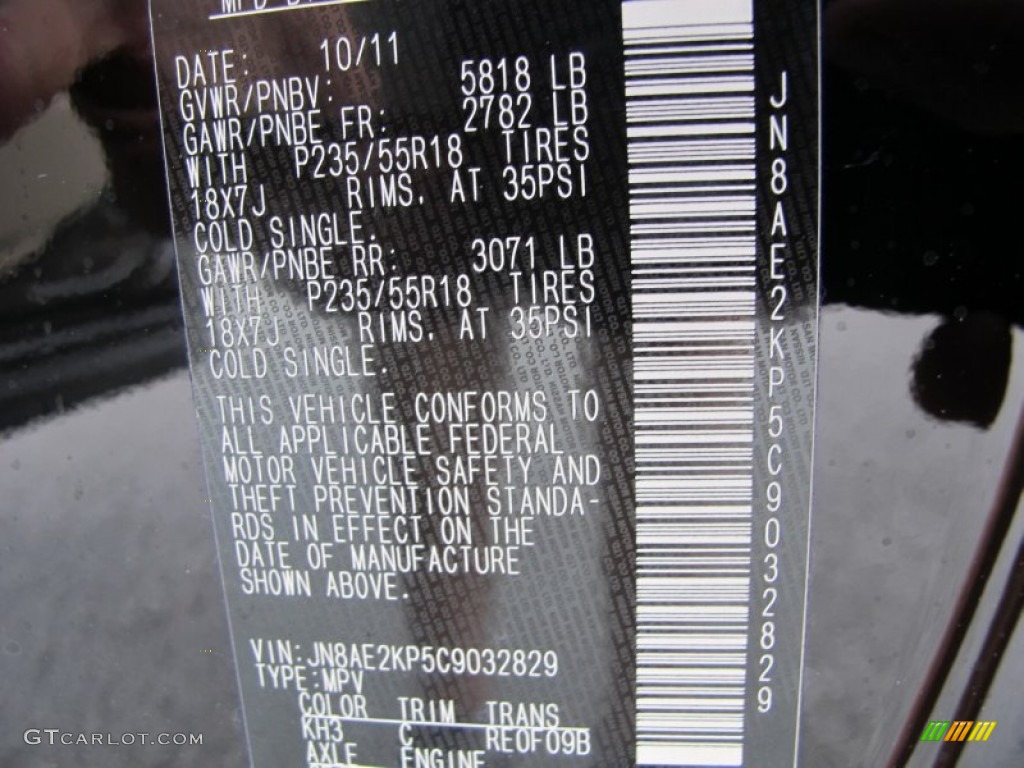 DATE: 10/11
GVWR/PNBV: 5818 LB
GAWR/PNBE FR: 2782 LB
WITH P235/55R18 TIRES
18X7J RIMS. AT 35PSI
COLD SINGLE.
GAWR/PNBE RR: 3071 LB
WITH P235/55R18 TIRES
18X7J RIMS. AT 35PSI
COLD SINGLE.
THIS VEHICLE CONFORMS TO
ALL APPLICABLE FEDERAL
MOTOR VEHICLE SAFETY AND
THEFT PREVENTION STANDA-
RDS IN EFFECT ON THE
DATE OF MANUFACTURE
SHOWN ABOVE.
VIN:JN8AE2KP5C9032829
TYPE:MPV
COLOR TRIM TRANS
KH3 C RE0F09B
AXLE ENGINE
JN8AE2KP5C9032829
GTCARLOT.COM